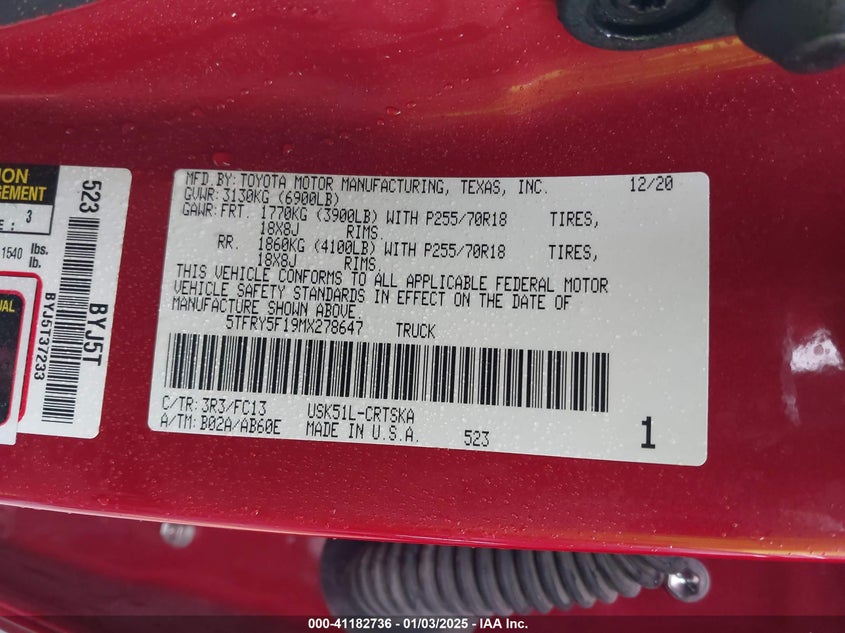 MFD.BY:TOYOTA MOTOR MANUFACTURING, TEXAS, INC. 12/20
GVWR:3130KG (6900LB)
GAWR:FRT. 1770KG (3900LB) WITH P255/70R18 TIRES,
18X8J RIMS.
RR. 1860KG (4100LB) WITH P255/70R18 TIRES,
18X8J RIMS.
THIS VEHICLE CONFORMS TO ALL APPLICABLE FEDERAL MOTOR
VEHICLE SAFETY STANDARDS IN EFFECT ON THE DATE OF
MANUFACTURE SHOWN ABOVE.
5TFRY5F19MX278647 TRUCK
C/TR:3R3/FC13 USK51L-CRTSKA
A/TM:B02A/AB60E MADE IN U.S.A. 523 1
: 3
1540 lbs.
lb.
523
BYJ5T
BYJ5T37233
000-41182736 - 01/03/2025 - IAA Inc.